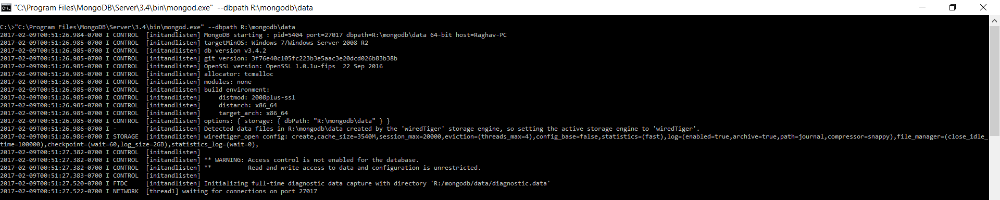 "C:\Program Files\MongoDB\Server\3.4\bin\mongod.exe"  --dbpath R:\mongodb\data
C:\>"C:\Program Files\MongoDB\Server\3.4\bin\mongod.exe" --dbpath R:\mongodb\data
2017-02-09T00:51:26.984-0700 I CONTROL  [initandlisten] MongoDB starting : pid=5404 port=27017 dbpath=R:\mongodb\data 64-bit host=Raghav-PC
2017-02-09T00:51:26.985-0700 I CONTROL  [initandlisten] targetMinOS: Windows 7/Windows Server 2008 R2
2017-02-09T00:51:26.985-0700 I CONTROL  [initandlisten] db version v3.4.2
2017-02-09T00:51:26.985-0700 I CONTROL  [initandlisten] git version: 3f76e40c105fc223b3e5aac3e20dcd026b83b38b
2017-02-09T00:51:26.985-0700 I CONTROL  [initandlisten] OpenSSL version: OpenSSL 1.0.1u-fips  22 Sep 2016
2017-02-09T00:51:26.985-0700 I CONTROL  [initandlisten] allocator: tcmalloc
2017-02-09T00:51:26.985-0700 I CONTROL  [initandlisten] modules: none
2017-02-09T00:51:26.985-0700 I CONTROL  [initandlisten] build environment:
2017-02-09T00:51:26.985-0700 I CONTROL  [initandlisten]     distmod: 2008plus-ssl
2017-02-09T00:51:26.985-0700 I CONTROL  [initandlisten]     distarch: x86_64
2017-02-09T00:51:26.985-0700 I CONTROL  [initandlisten]     target_arch: x86_64
2017-02-09T00:51:26.985-0700 I CONTROL  [initandlisten] options: { storage: { dbPath: "R:\mongodb\data" } }
2017-02-09T00:51:26.986-0700 I -        [initandlisten] Detected data files in R:\mongodb\data created by the 'wiredTiger' storage engine, so setting the active storage engine to 'wiredTiger'.
2017-02-09T00:51:26.986-0700 I STORAGE  [initandlisten] wiredtiger_open config: create,cache_size=3540M,session_max=20000,eviction=(threads_max=4),config_base=false,statistics=(fast),log=(enabled=true,archive=true,path=journal,compressor=snappy),file_manager=(close_idle_
time=100000),checkpoint=(wait=60,log_size=2GB),statistics_log=(wait=0),
2017-02-09T00:51:27.382-0700 I CONTROL  [initandlisten]
2017-02-09T00:51:27.382-0700 I CONTROL  [initandlisten] ** WARNING: Access control is not enabled for the database.
2017-02-09T00:51:27.382-0700 I CONTROL  [initandlisten] **          Read and write access to data and configuration is unrestricted.
2017-02-09T00:51:27.383-0700 I CONTROL  [initandlisten]
2017-02-09T00:51:27.520-0700 I FTDC     [initandlisten] Initializing full-time diagnostic data capture with directory 'R:/mongodb/data/diagnostic.data'
2017-02-09T00:51:27.522-0700 I NETWORK  [thread1] waiting for connections on port 27017